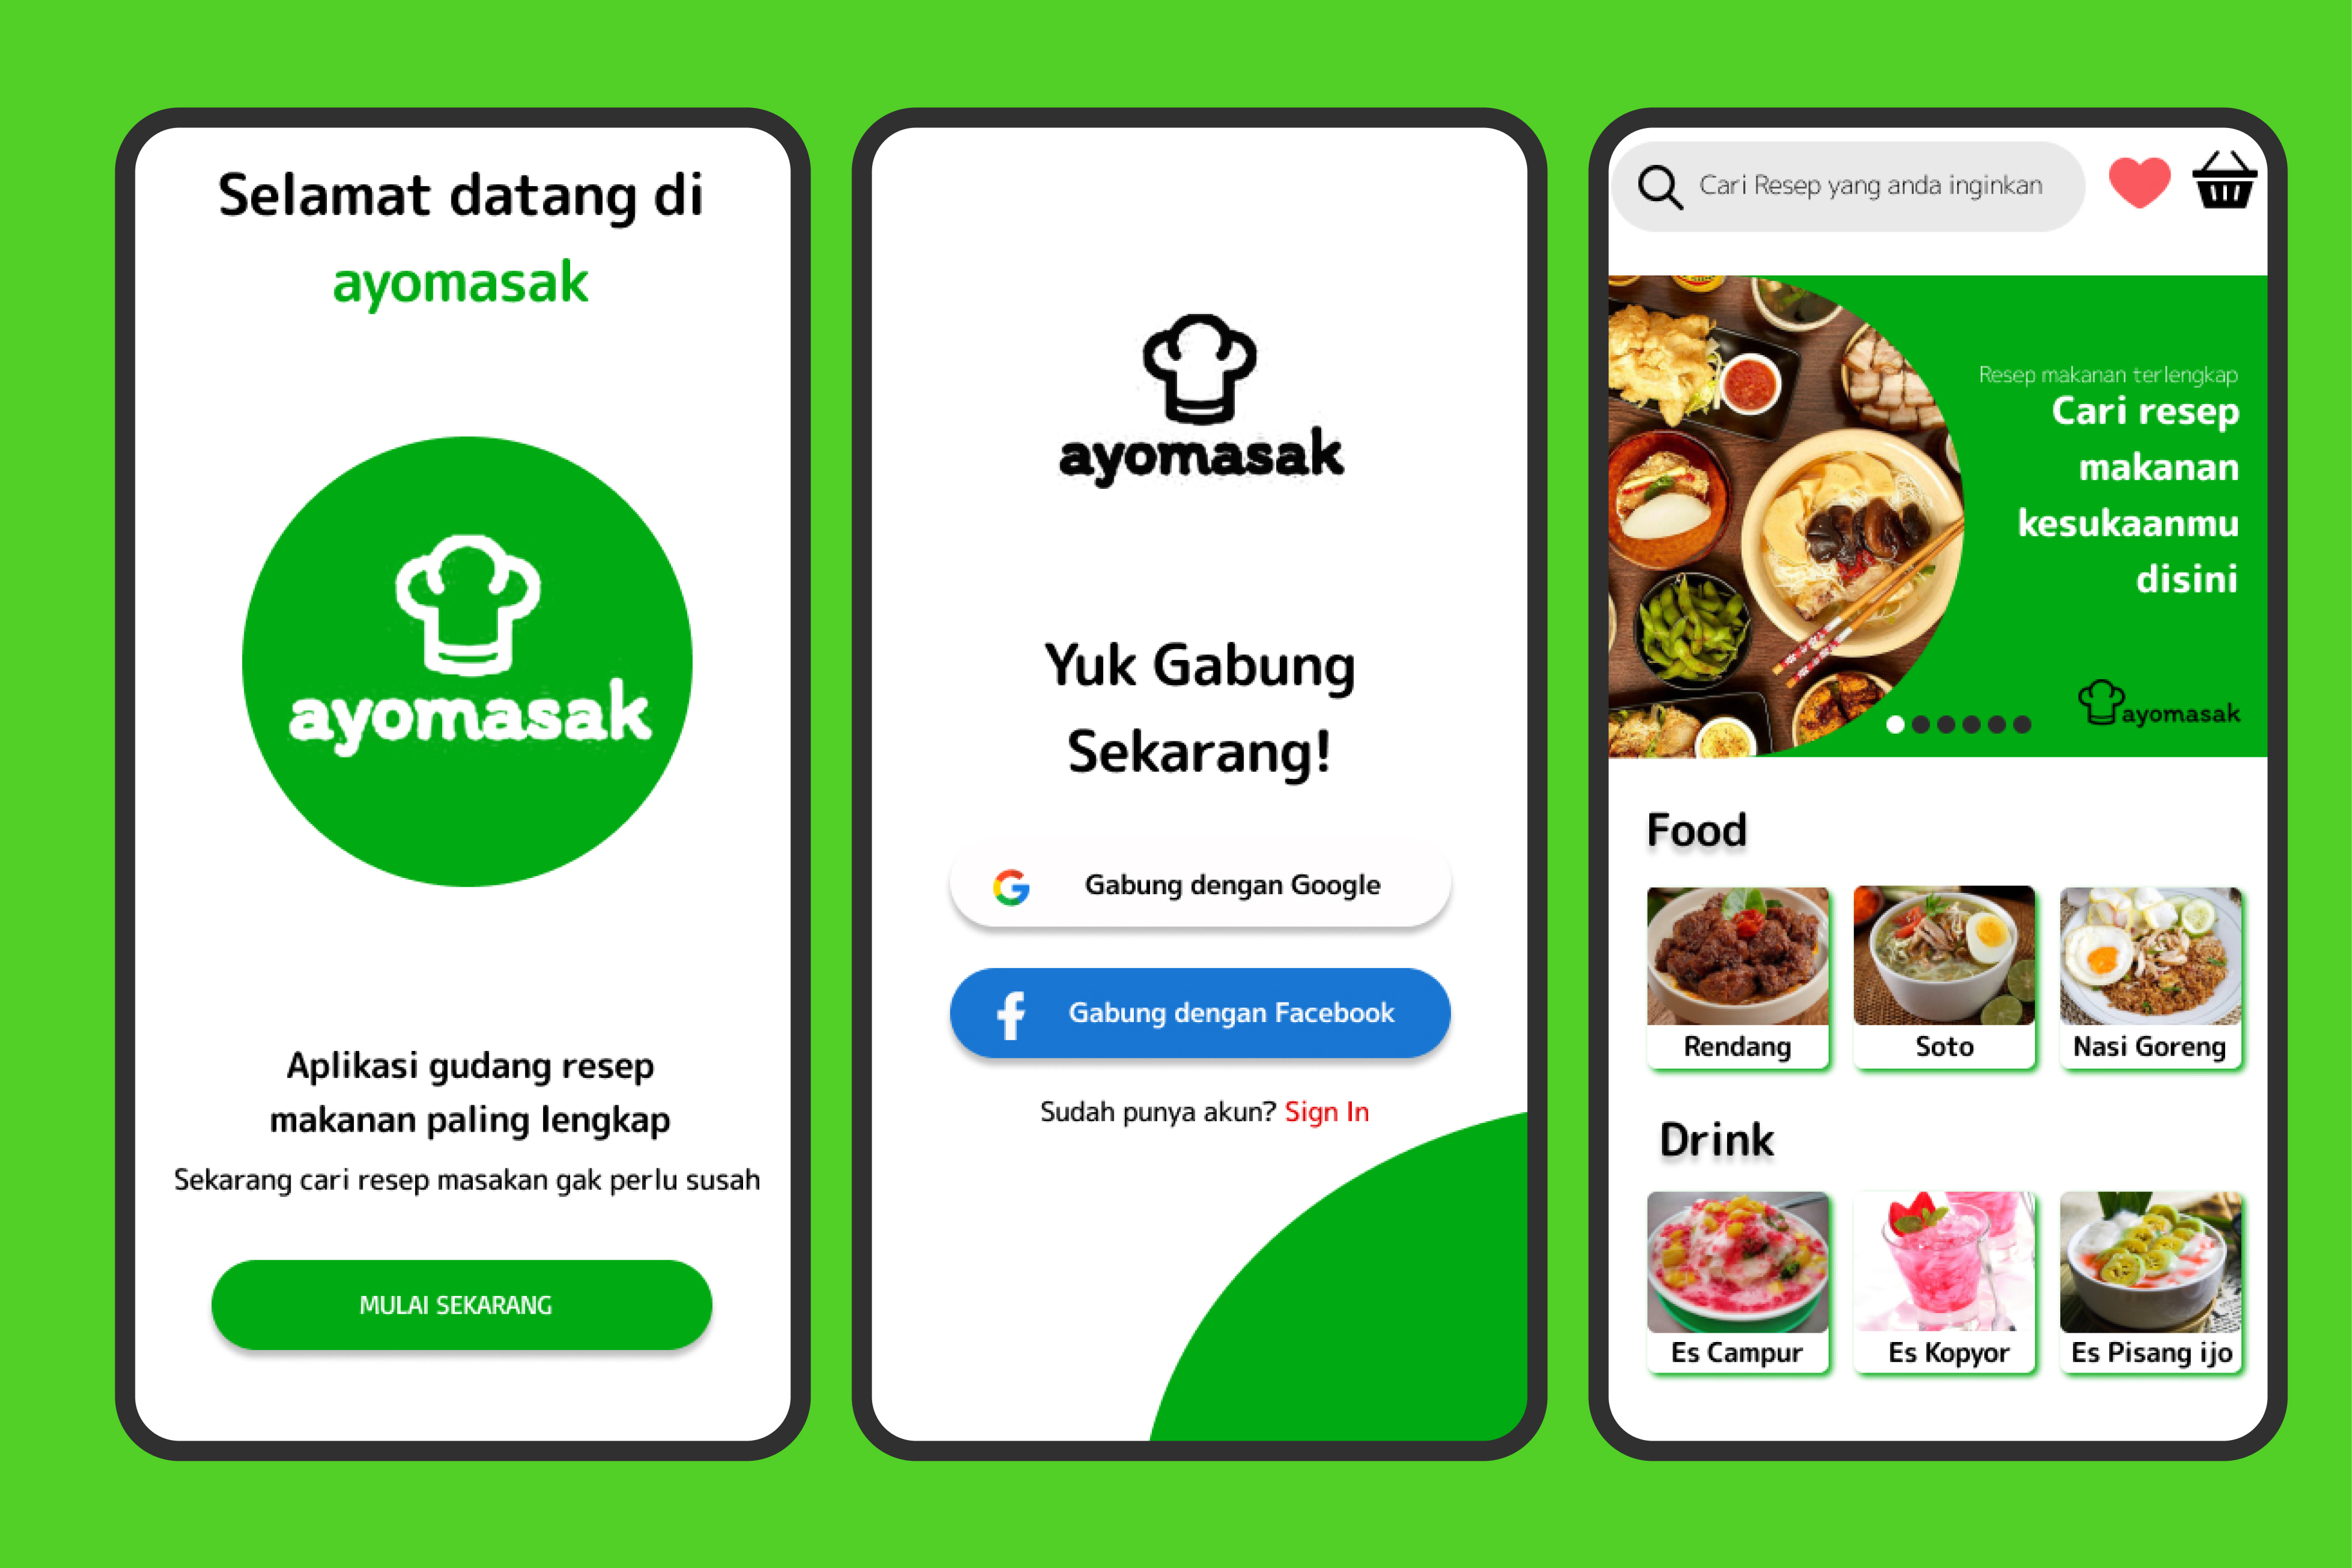 Selamat datang di
ayomasak
ayomasak
Aplikasi gudang resep
makanan paling lengkap
Sekarang cari resep masakan gak perlu susah
MULAI SEKARANG
ayomasak
Yuk Gabung
Sekarang!
Gabung dengan Google
Gabung dengan Facebook
Sudah punya akun? Sign In
Cari Resep yang anda inginkan
Resep makanan terlengkap
Cari resep
makanan
kesukaanmu
disini
ayomasak
Food
Rendang
Soto
Nasi Goreng
Drink
Es Campur
Es Kopyor
Es Pisang ijo